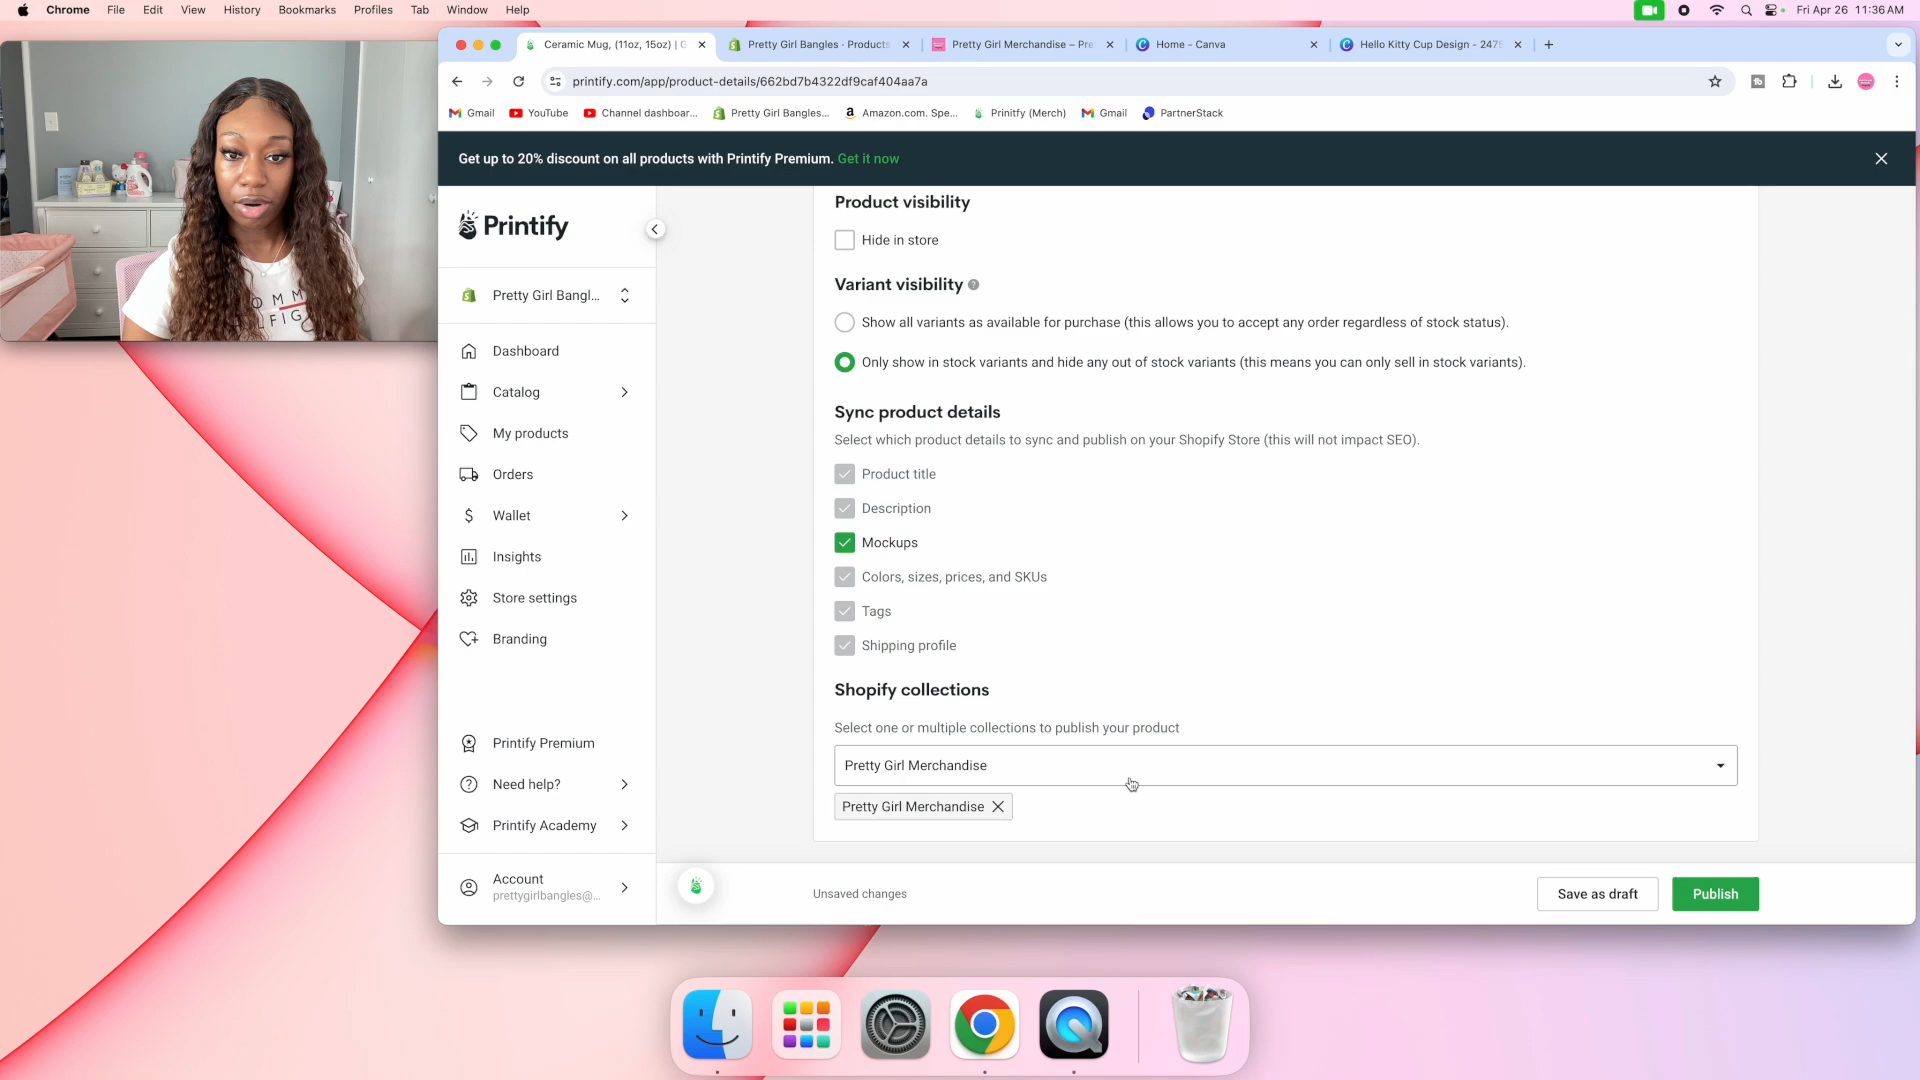 Chrome File Edit View History Bookmarks Profiles Tab Window Help Fri Apr 26 11:36 AM
Ceramic Mug, (11oz, 15oz) | G Pretty Girl Bangles · Products Pretty Girl Merchandise – Pre Home - Canva Hello Kitty Cup Design - 247
printify.com/app/product-details/662bd7b4322df9caf404aa7a
Gmail YouTube Channel dashboar... Pretty Girl Bangles... Amazon.com. Spe... Prinitfy (Merch) Gmail PartnerStack
Get up to 20% discount on all products with Printify Premium. Get it now
Printify
Pretty Girl Bangl...
Dashboard
Catalog
My products
Orders
Wallet
Insights
Store settings
Branding
Printify Premium
Need help?
Printify Academy
Account
prettygirlbangles@...
Product visibility
Hide in store
Variant visibility
Show all variants as available for purchase (this allows you to accept any order regardless of stock status).
Only show in stock variants and hide any out of stock variants (this means you can only sell in stock variants).
Sync product details
Select which product details to sync and publish on your Shopify Store (this will not impact SEO).
Product title
Description
Mockups
Colors, sizes, prices, and SKUs
Tags
Shipping profile
Shopify collections
Select one or multiple collections to publish your product
Pretty Girl Merchandise
Pretty Girl Merchandise
Unsaved changes
Save as draft
Publish